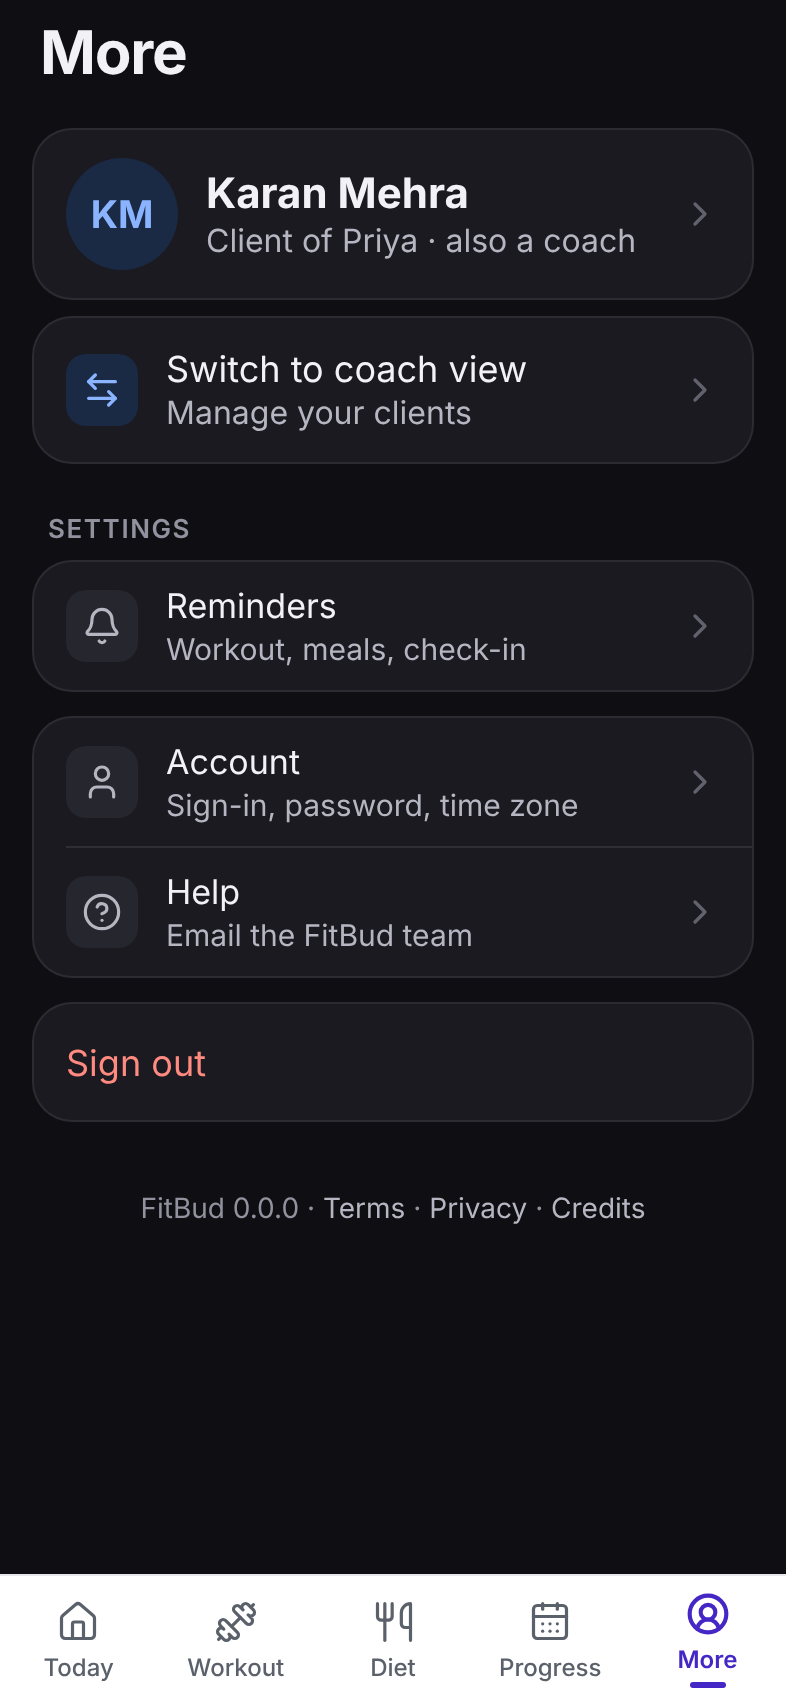 More
KM
Karan Mehra
Client of Priya · also a coach
Switch to coach view
Manage your clients
SETTINGS
Reminders
Workout, meals, check-in
Account
Sign-in, password, time zone
Help
Email the FitBud team
Sign out
FitBud 0.0.0 · Terms · Privacy · Credits
Today Workout Diet Progress More